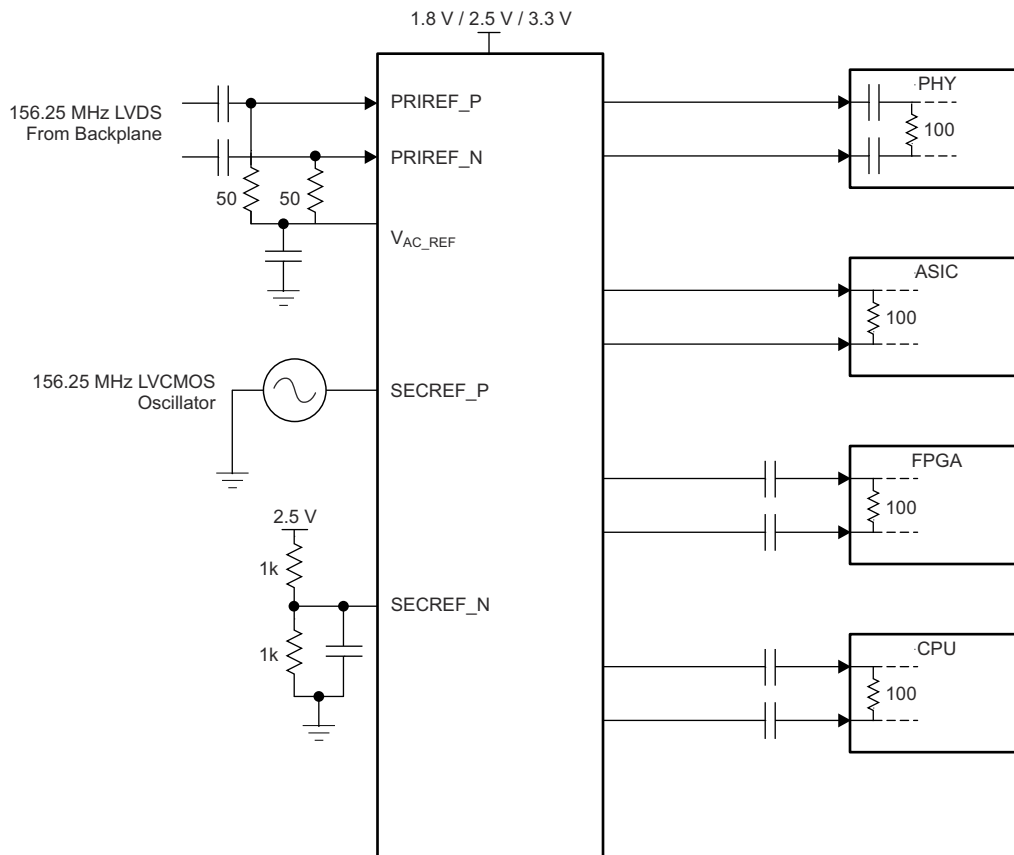 1.8 V / 2.5 V / 3.3 V
156.25 MHz LVDS
From Backplane
PRIREF_P
PRIREF_N
50
50
VAC_REF
156.25 MHz LVCMOS
Oscillator
SECREF_P
2.5 V
1k
SECREF_N
1k
PHY
100
ASIC
100
FPGA
100
CPU
100